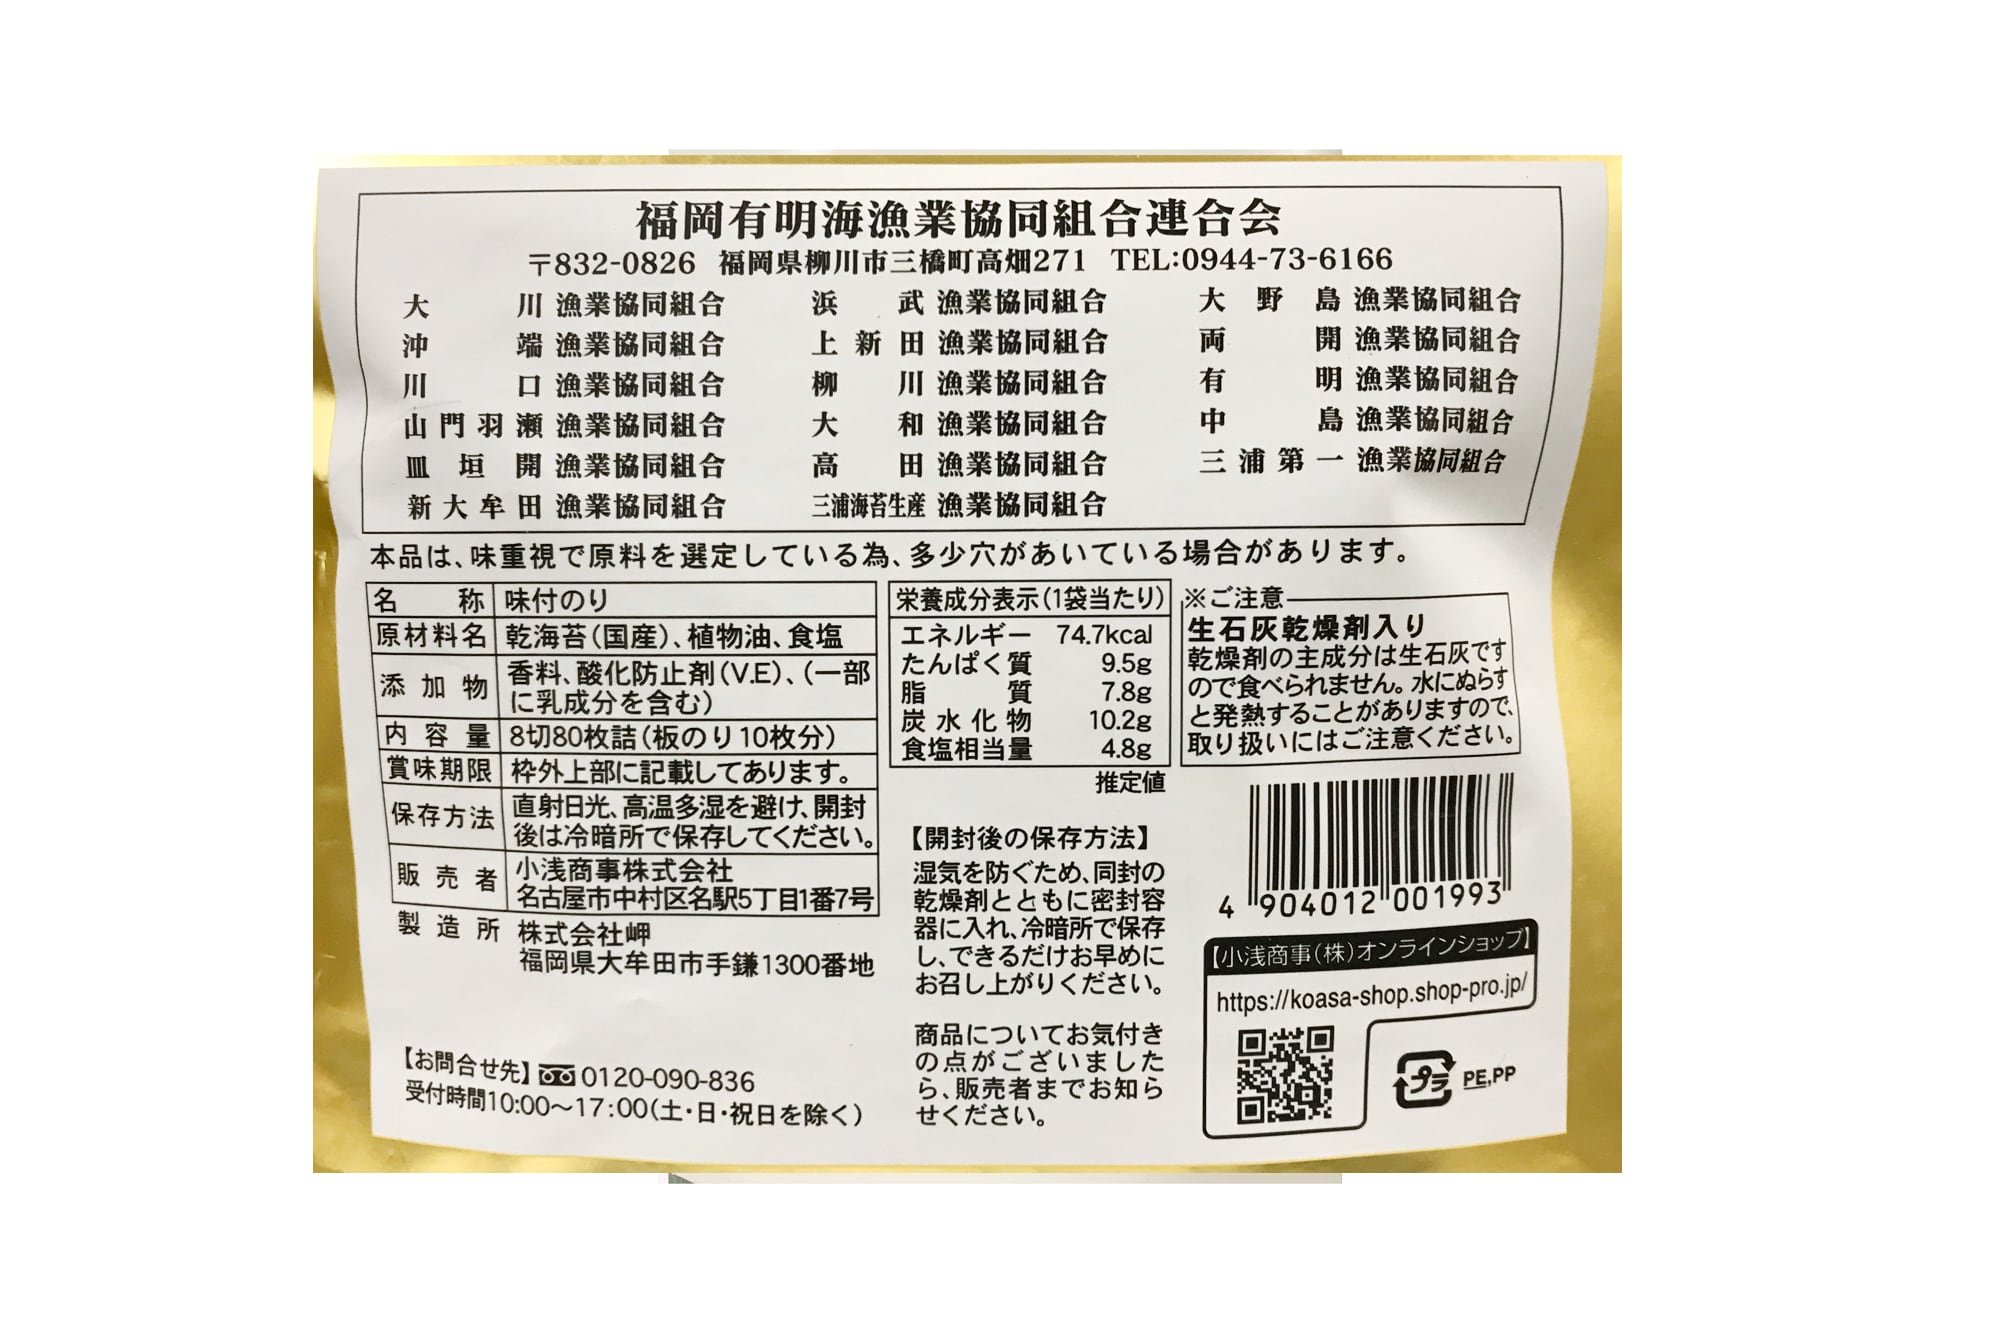 福岡有明海漁業協同組合連合会
〒832-0826 福岡県柳川市三橋町高畑271 TEL:0944-73-6166
大川漁業協同組合 浜武漁業協同組合 大野島漁業協同組合
沖端漁業協同組合 上新田漁業協同組合 両開漁業協同組合
川口漁業協同組合 柳川漁業協同組合 有明漁業協同組合
山門羽瀬漁業協同組合 大和漁業協同組合 中島漁業協同組合
皿垣開漁業協同組合 高田漁業協同組合 三浦第一漁業協同組合
新大牟田漁業協同組合 三浦海苔生産漁業協同組合
本品は、味重視で原料を選定している為、多少穴があいている場合があります。
名称 味付のり
原材料名 乾海苔(国産)、植物油、食塩
添加物 香料、酸化防止剤(V.E)、(一部
に乳成分を含む)
内容量 8切80枚詰(板のり10枚分)
賞味期限 枠外上部に記載してあります。
保存方法 直射日光、高温多湿を避け、開封
後は冷暗所で保存してください。
販売者 小浅商事株式会社
名古屋市中村区名駅5丁目1番7号
製造所 株式会社岬
福岡県大牟田市手鎌1300番地
【お問合せ先】0120-090-836
受付時間10:00〜17:00(土・日・祝日を除く)
栄養成分表示(1袋当たり)
エネルギー 74.7kcal
たんぱく質 9.5g
脂質 7.8g
炭水化物 10.2g
食塩相当量 4.8g
推定値
【開封後の保存方法】
湿気を防ぐため、同封の
乾燥剤とともに密封容
器に入れ、冷暗所で保存
し、できるだけお早めに
お召し上がりください。
商品についてお気付き
の点がございました
ら、販売者までお知ら
せください。
※ご注意
生石灰乾燥剤入り
乾燥剤の主成分は生石灰です
ので食べられません。水にぬらす
と発熱することがありますので、
取り扱いにはご注意ください。
4 904012 001993
【小浅商事(株)オンラインショップ】
https://koasa-shop.shop-pro.jp/
プラ PE,PP